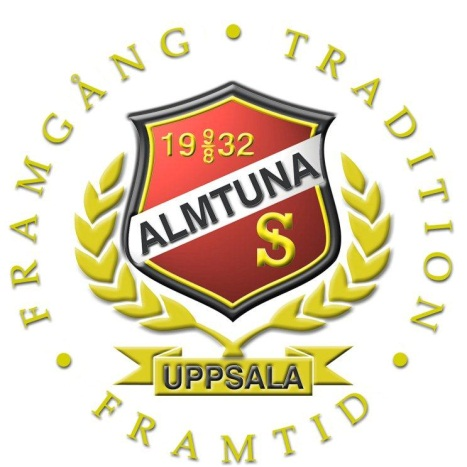 FRAMGÅNG • TRADITION • FRAMTID •
19 9/8 32
ALMTUNA
IS
UPPSALA